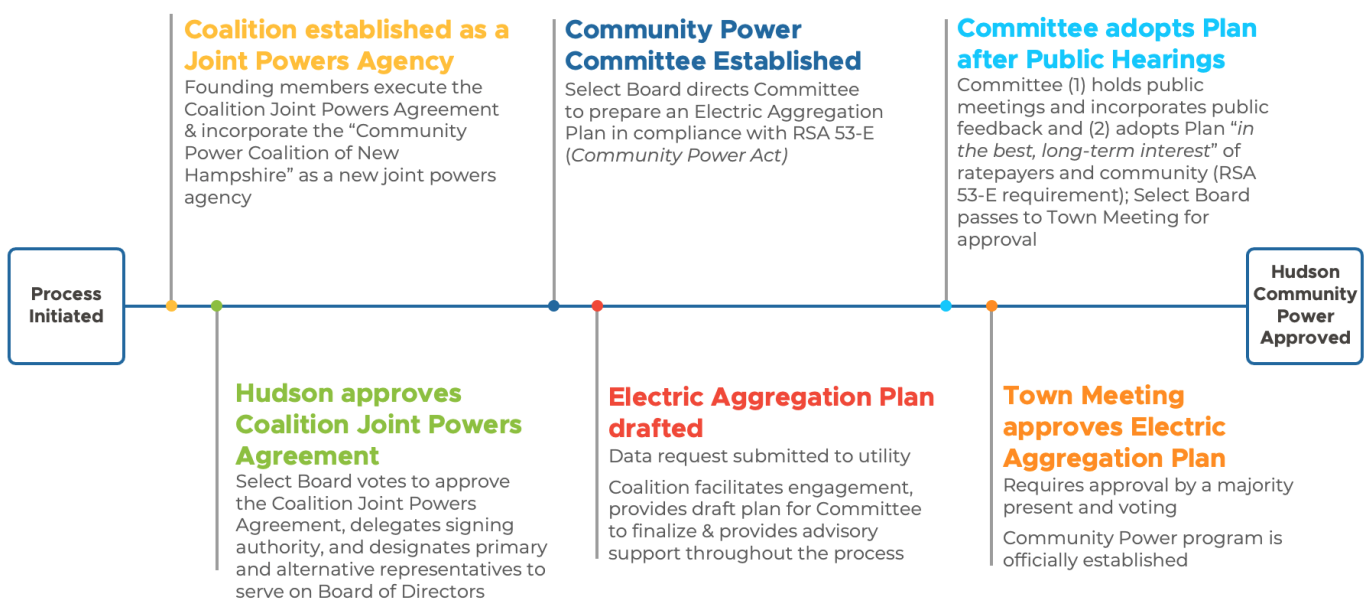 Process
Initiated
Coalition established as a
Joint Powers Agency
Founding members execute the
Coalition Joint Powers Agreement
& incorporate the “Community
Power Coalition of New
Hampshire” as a new joint powers
agency
Hudson approves
Coalition Joint Powers
Agreement
Select Board votes to approve
the Coalition Joint Powers
Agreement, delegates signing
authority, and designates primary
and alternative representatives to
serve on Board of Directors
Community Power
Committee Established
Select Board directs Committee
to prepare an Electric Aggregation
Plan in compliance with RSA 53-E
(Community Power Act)
Electric Aggregation Plan
drafted
Data request submitted to utility
Coalition facilitates engagement,
provides draft plan for Committee
to finalize & provides advisory
support throughout the process
Committee adopts Plan
after Public Hearings
Committee (1) holds public
meetings and incorporates public
feedback and (2) adopts Plan “in
the best, long-term interest” of
ratepayers and community (RSA
53-E requirement); Select Board
passes to Town Meeting for
approval
Town Meeting
approves Electric
Aggregation Plan
Requires approval by a majority
present and voting
Community Power program is
officially established
Hudson
Community
Power
Approved